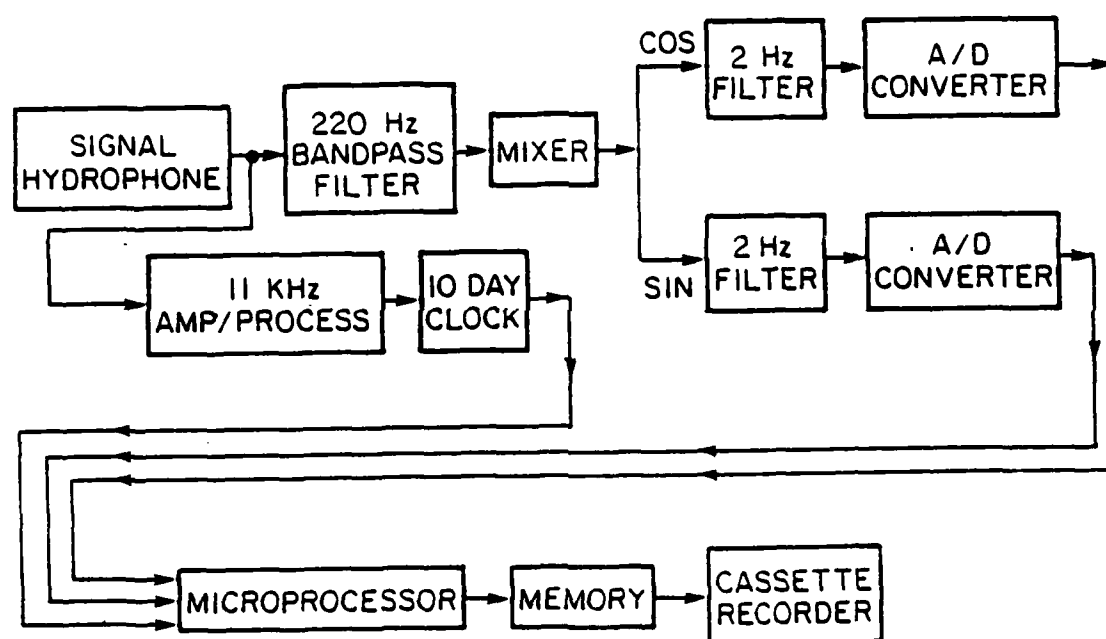 SIGNAL
HYDROPHONE
220 Hz
BANDPASS
FILTER
MIXER
COS
2 Hz
FILTER
A/D
CONVERTER
SIN
2 Hz
FILTER
A/D
CONVERTER
11 KHz
AMP/PROCESS
10 DAY
CLOCK
MICROPROCESSOR
MEMORY
CASSETTE
RECORDER